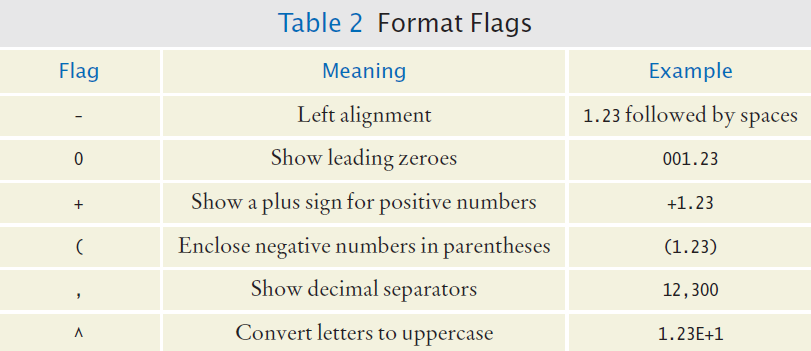 Table 2 Format Flags
Flag Meaning Example
- Left alignment 1.23 followed by spaces
0 Show leading zeroes 001.23
+ Show a plus sign for positive numbers +1.23
( Enclose negative numbers in parentheses (1.23)
, Show decimal separators 12,300
^ Convert letters to uppercase 1.23E+1